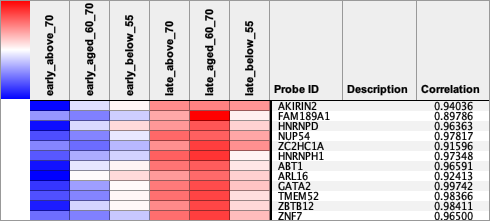 early_above_70
early_aged_60_70
early_below_55
late_above_70
late_aged_60_70
late_below_55
Probe ID Description Correlation
AKIRIN2 0.94036
FAM189A1 0.89786
HNRNPD 0.96363
NUP54 0.97817
ZC2HC1A 0.91596
HNRNPH1 0.97348
ABT1 0.96591
ARL16 0.92413
GATA2 0.99742
TMEM52 0.98366
ZBTB12 0.98411
ZNF7 0.96500